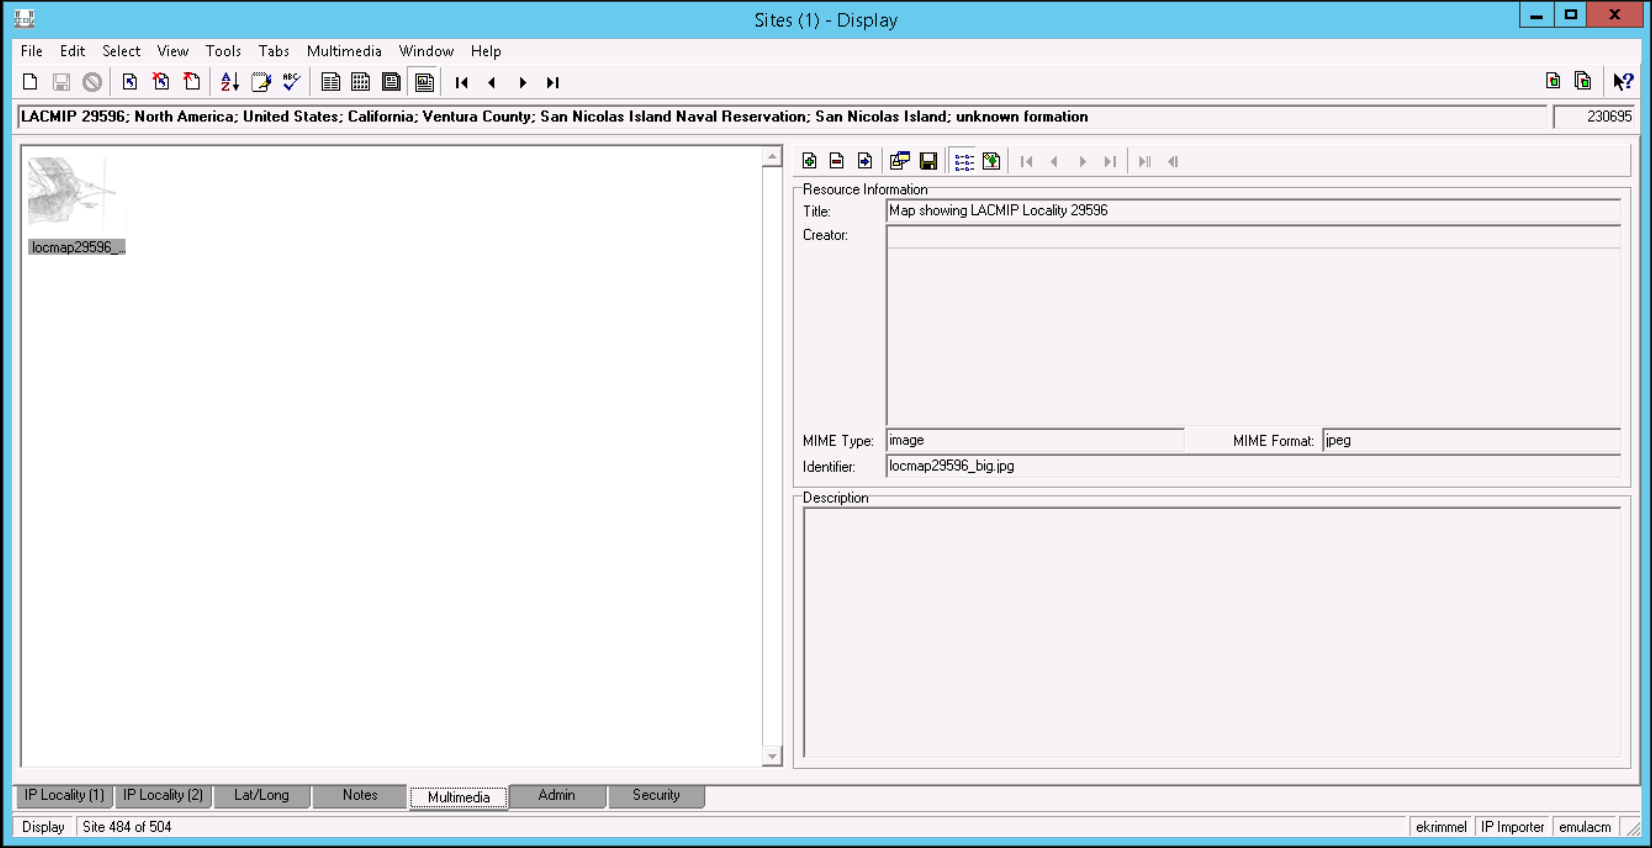 Sites (1) - Display
File Edit Select View Tools Tabs Multimedia Window Help
LACMIP 29596; North America; United States; California; Ventura County; San Nicolas Island Naval Reservation; San Nicolas Island; unknown formation 230695
locmap29596_...
Resource Information
Title: Map showing LACMIP Locality 29596
Creator:
MIME Type: image MIME Format: jpeg
Identifier: locmap29596_big.jpg
Description
IP Locality (1) IP Locality (2) Lat/Long Notes Multimedia Admin Security
Display Site 484 of 504 ekrimmel IP Importer emulacm